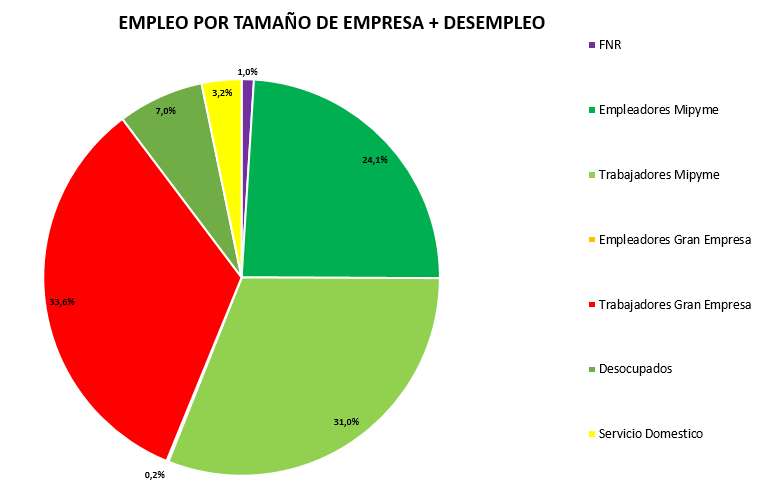 EMPLEO POR TAMAÑO DE EMPRESA + DESEMPLEO
1,0%
24,1%
31,0%
0,2%
33,6%
7,0%
3,2%
FNR
Empleadores Mipyme
Trabajadores Mipyme
Empleadores Gran Empresa
Trabajadores Gran Empresa
Desocupados
Servicio Domestico